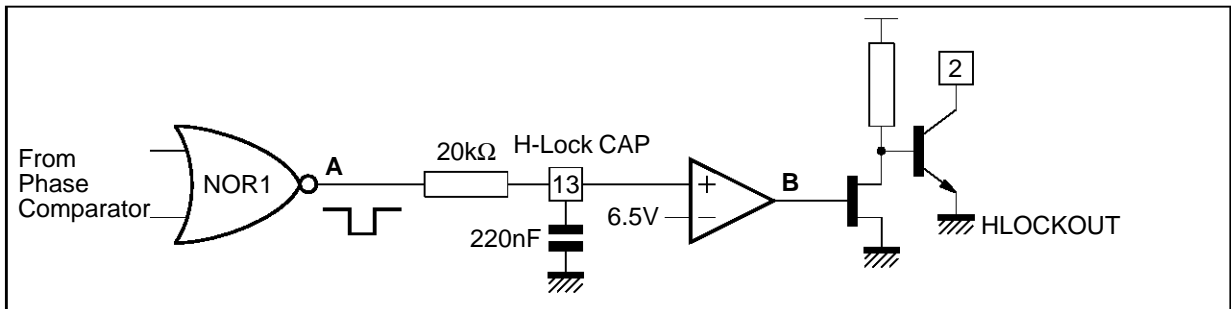 From
Phase
Comparator
NOR1
A
20kΩ
H-Lock CAP
13
220nF
6.5V
+
−
B
2
HLOCKOUT